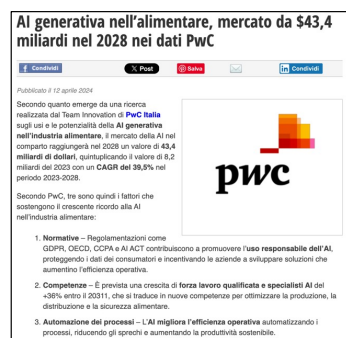 AI generativa nell'alimentare, mercato da $43,4
miliardi nel 2028 nei dati PwC
Condividi
Post
Salva
Condividi
Pubblicato il 12 aprile 2024
Secondo quanto emerge da una ricerca
realizzata dal Team Innovation di PwC Italia
sugli usi e le potenzialità della AI generativa
nell'industria alimentare, il mercato della AI nel
comparto raggiungerà nel 2028 un valore di 43,4
miliardi di dollari, quintuplicando il valore di 8,2
miliardi del 2023 con un CAGR del 39,5% nel
periodo 2023-2028.
pwc
Secondo PwC, tre sono quindi i fattori che
sostengono il crescente ricordo alla AI
nell'industria alimentare:
1. Normative – Regolamentazioni come
GDPR, OECD, CCPA e AI ACT contribuiscono a promuovere l'uso responsabile dell'AI,
proteggendo i dati dei consumatori e incentivando le aziende a sviluppare soluzioni che
aumentino l'efficienza operativa.
2. Competenze – È prevista una crescita di forza lavoro qualificata e specialisti AI del
+36% entro il 20311, che si traduce in nuove competenze per ottimizzare la produzione, la
distribuzione e la sicurezza alimentare.
3. Automazione dei processi – L'AI migliora l'efficienza operativa automatizzando i
processi, riducendo gli sprechi e aumentando la produttività sostenibile.